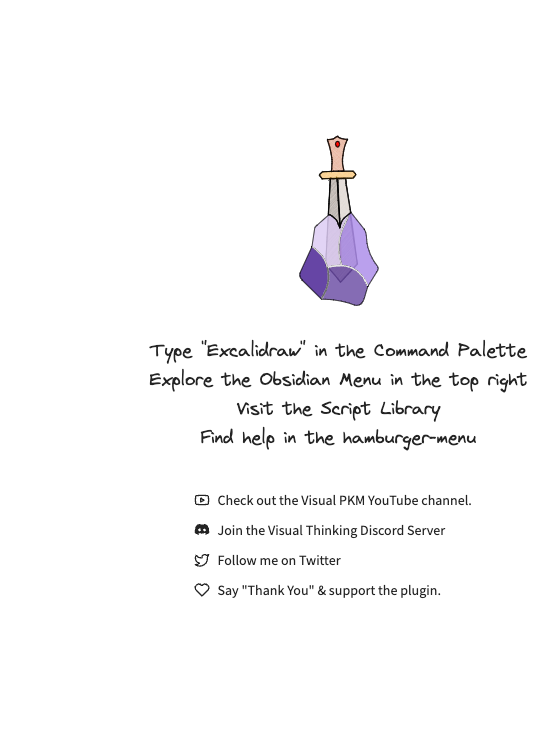 Type "Excalidraw" in the Command Palette
Explore the Obsidian Menu in the top right
Visit the Script Library
Find help in the hamburger-menu
Check out the Visual PKM YouTube channel.
Join the Visual Thinking Discord Server
Follow me on Twitter
Say "Thank You" & support the plugin.